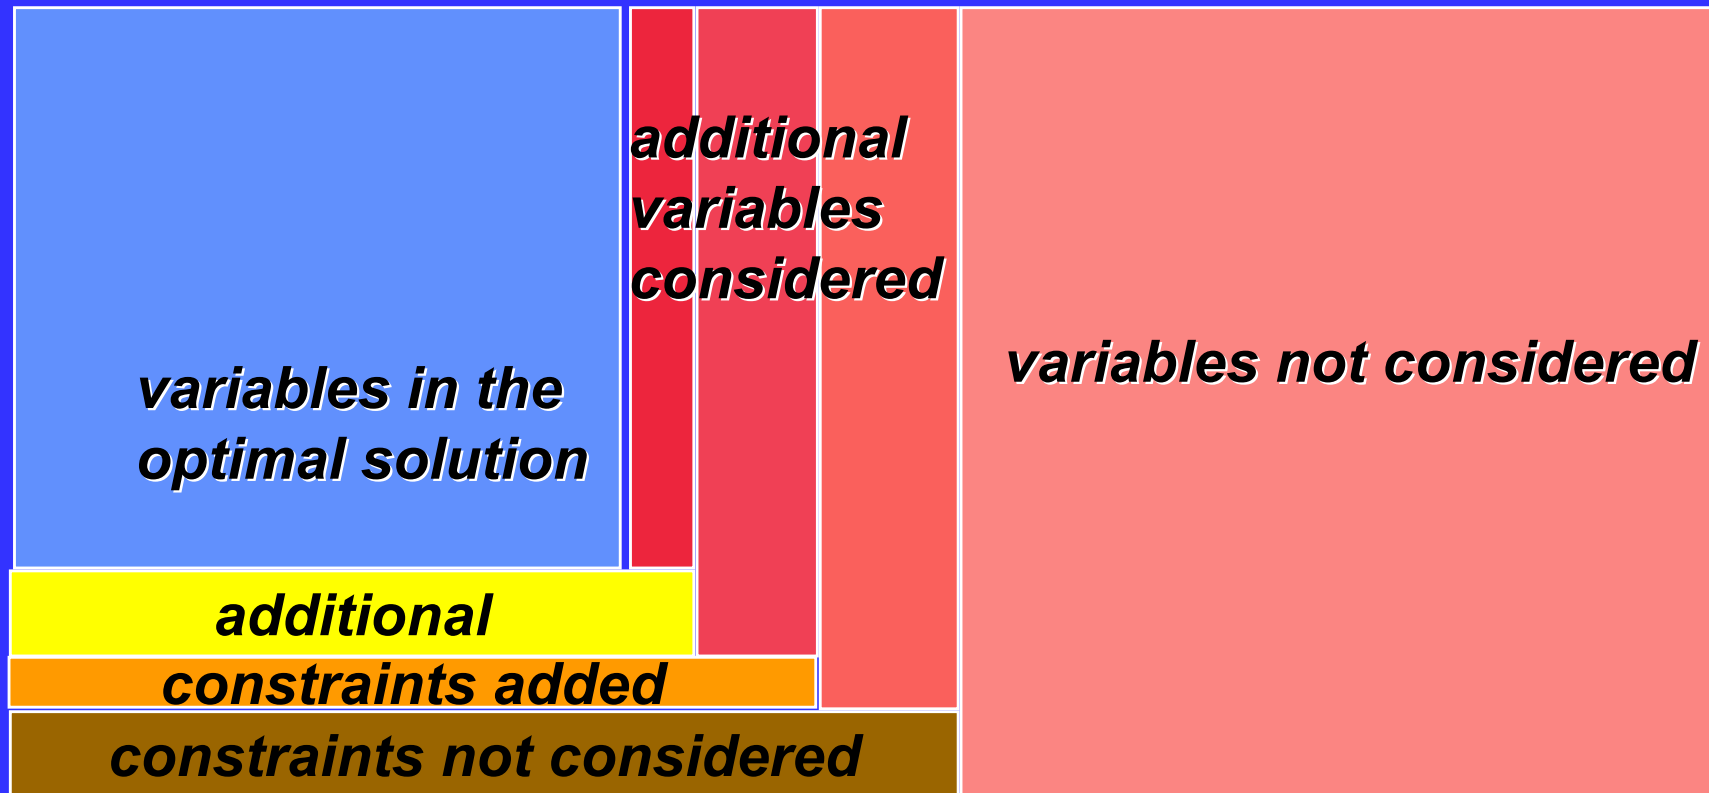 additional
variables
considered
variables not considered
variables in the
optimal solution
additional
constraints added
constraints not considered